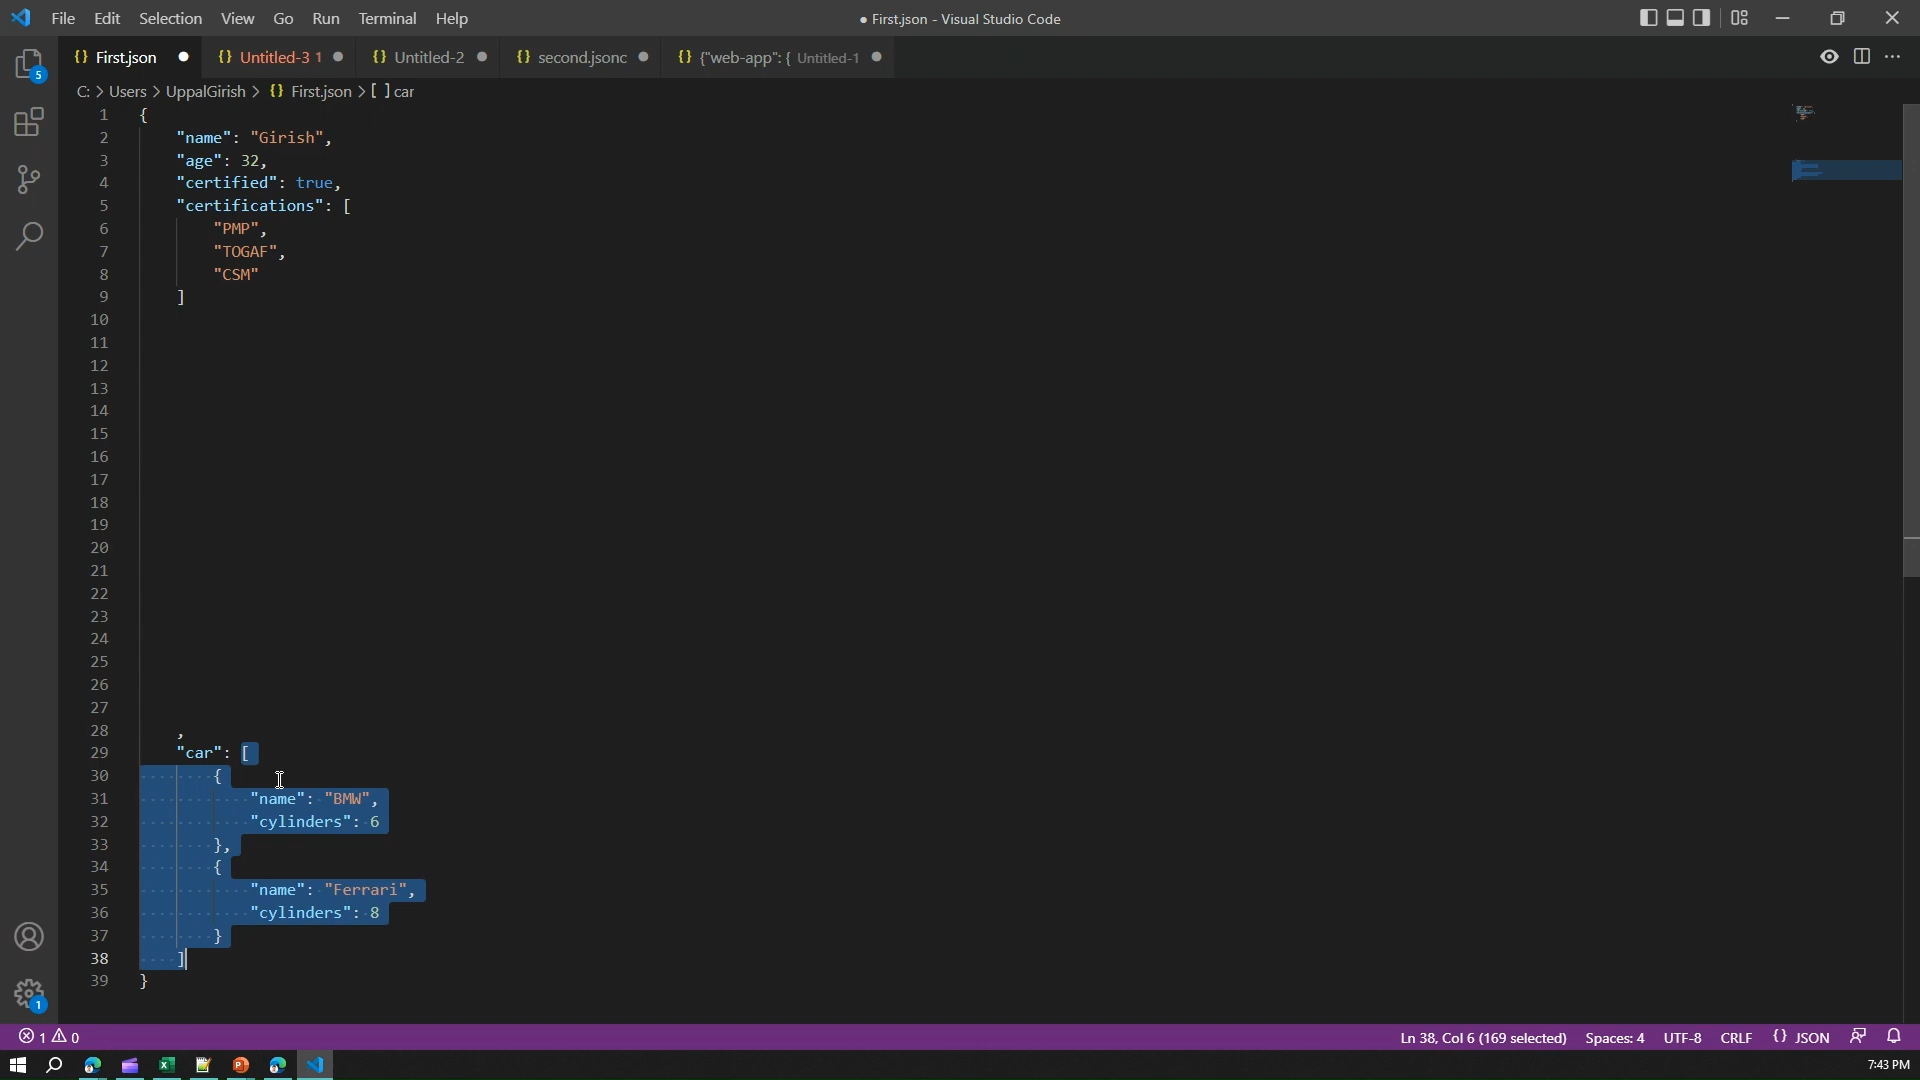 File Edit Selection View Go Run Terminal Help
● First.json - Visual Studio Code
{} First.json ● {} Untitled-3 1 ● {} Untitled-2 ● {} second.jsonc ● {} {"web-app": { Untitled-1 ●
5
C: > Users > UppalGirish > {} First.json > [ ] car
1 {
2 "name": "Girish",
3 "age": 32,
4 "certified": true,
5 "certifications": [
6 "PMP",
7 "TOGAF",
8 "CSM"
9 ]
10
11
12
13
14
15
16
17
18
19
20
21
22
23
24
25
26
27
28 ,
29 "car": [
30 {
31 "name": "BMW",
32 "cylinders": 6
33 },
34 {
35 "name": "Ferrari",
36 "cylinders": 8
37 }
38 ]
39 }
1
1 0 Ln 38, Col 6 (169 selected) Spaces: 4 UTF-8 CRLF {} JSON
7:43 PM